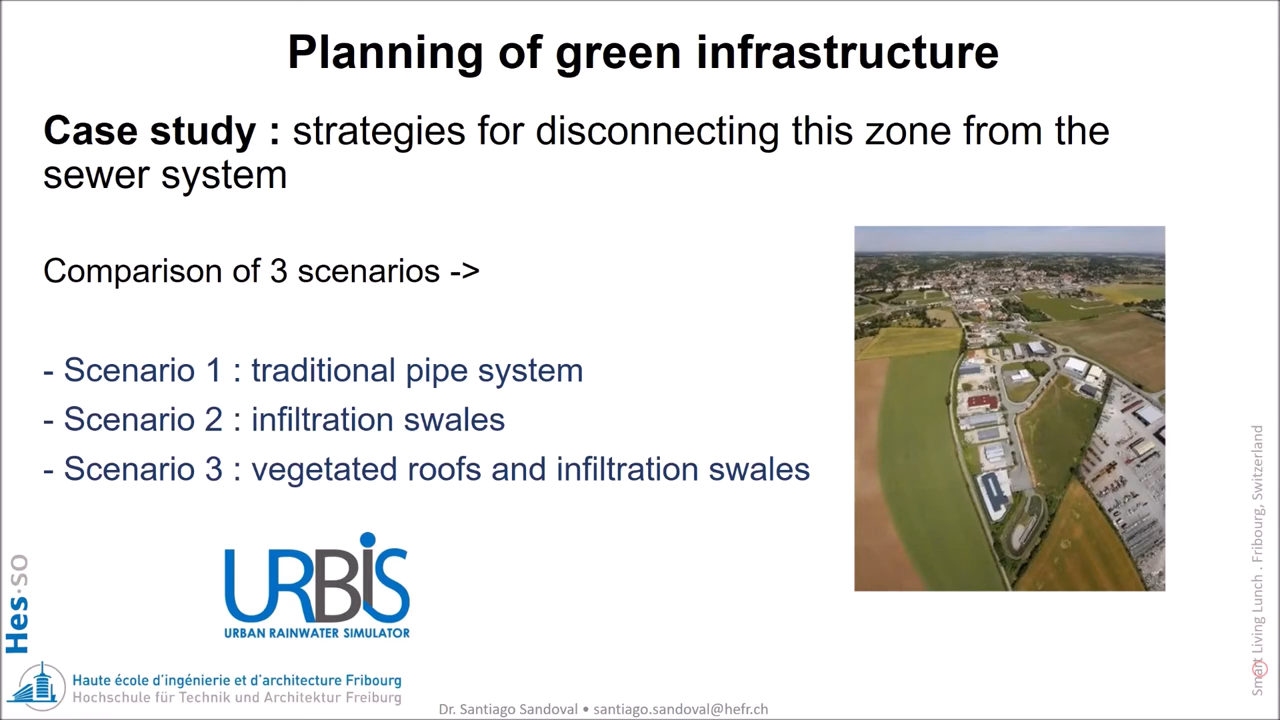 Planning of green infrastructure
Case study : strategies for disconnecting this zone from the
sewer system
Comparison of 3 scenarios ->
- Scenario 1 : traditional pipe system
- Scenario 2 : infiltration swales
- Scenario 3 : vegetated roofs and infiltration swales
URBIS
URBAN RAINWATER SIMULATOR
Hes·SO
Haute école d'ingénierie et d'architecture Fribourg
Hochschule für Technik und Architektur Freiburg
Dr. Santiago Sandoval • santiago.sandoval@hefr.ch
Smart Living Lunch . Fribourg, Switzerland